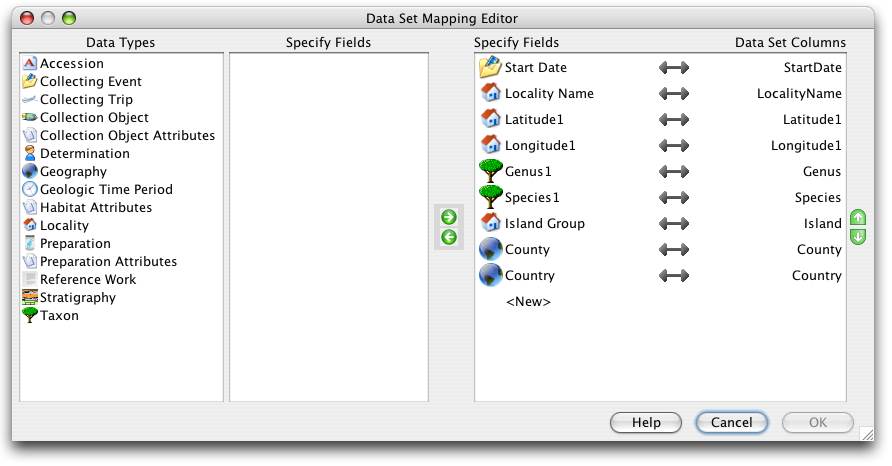 Data Set Mapping Editor
Data Types
Specify Fields
Specify Fields
Data Set Columns
Accession
Collecting Event
Collecting Trip
Collection Object
Collection Object Attributes
Determination
Geography
Geologic Time Period
Habitat Attributes
Locality
Preparation
Preparation Attributes
Reference Work
Stratigraphy
Taxon
Start Date StartDate
Locality Name LocalityName
Latitude1 Latitude1
Longitude1 Longitude1
Genus1 Genus
Species1 Species
Island Group Island
County County
Country Country
<New>
Help Cancel OK